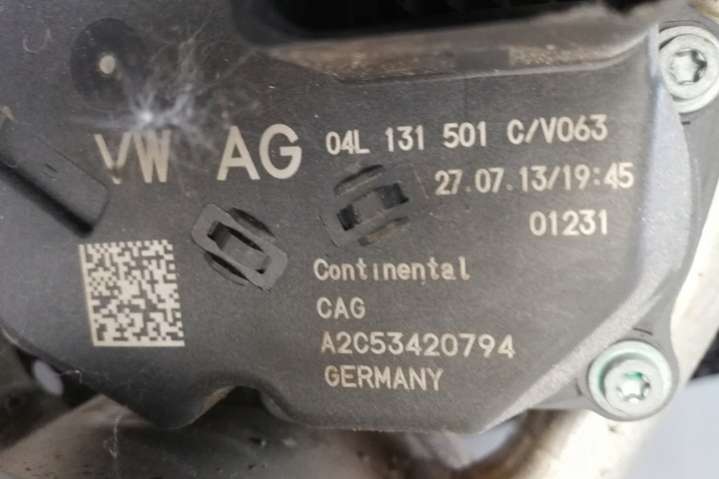 VW AG 04L 131 501 C/V063
27.07.13/19:45
01231
Continental
CAG
A2C53420794
GERMANY